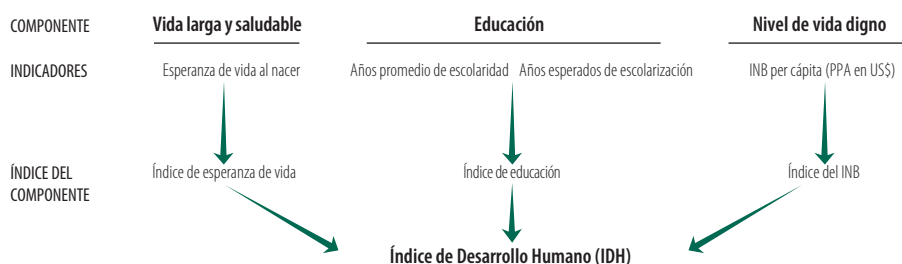 COMPONENTE Vida larga y saludable Educación Nivel de vida digno
INDICADORES Esperanza de vida al nacer Años promedio de escolaridad Años esperados de escolarización INB per cápita (PPA en US$)
ÍNDICE DEL COMPONENTE Índice de esperanza de vida Índice de educación Índice del INB
Índice de Desarrollo Humano (IDH)